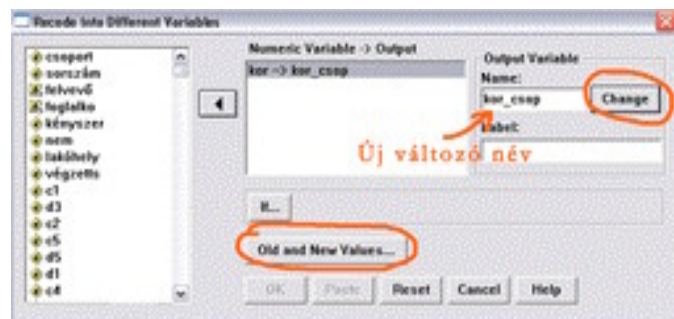 Recode into Different Variables
csoport
sorszám
felvevő
foglalko
kényszer
nem
lakóhely
végzetts
c1
d3
c2
c5
d5
d1
c4
Numeric Variable -> Output
kor --> kor_csop
Output Variable
Name:
kor_csop
Change
Label:
Új változó név
If...
Old and New Values...
OK
Paste
Reset
Cancel
Help